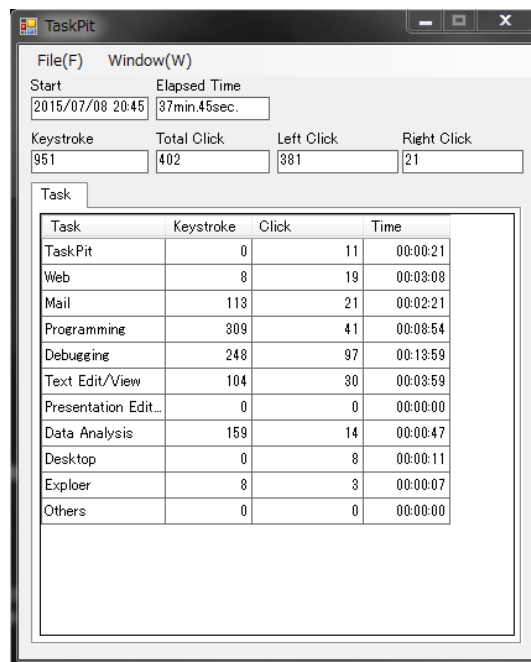 TaskPit
File(F) Window(W)
Start Elapsed Time
2015/07/08 20:45 37min.45sec.
Keystroke Total Click Left Click Right Click
951 402 381 21
Task
Task Keystroke Click Time
TaskPit 0 11 00:00:21
Web 8 19 00:03:08
Mail 113 21 00:02:21
Programming 309 41 00:08:54
Debugging 248 97 00:13:59
Text Edit/View 104 30 00:03:59
Presentation Edit... 0 0 00:00:00
Data Analysis 159 14 00:00:47
Desktop 0 8 00:00:11
Exploer 8 3 00:00:07
Others 0 0 00:00:00